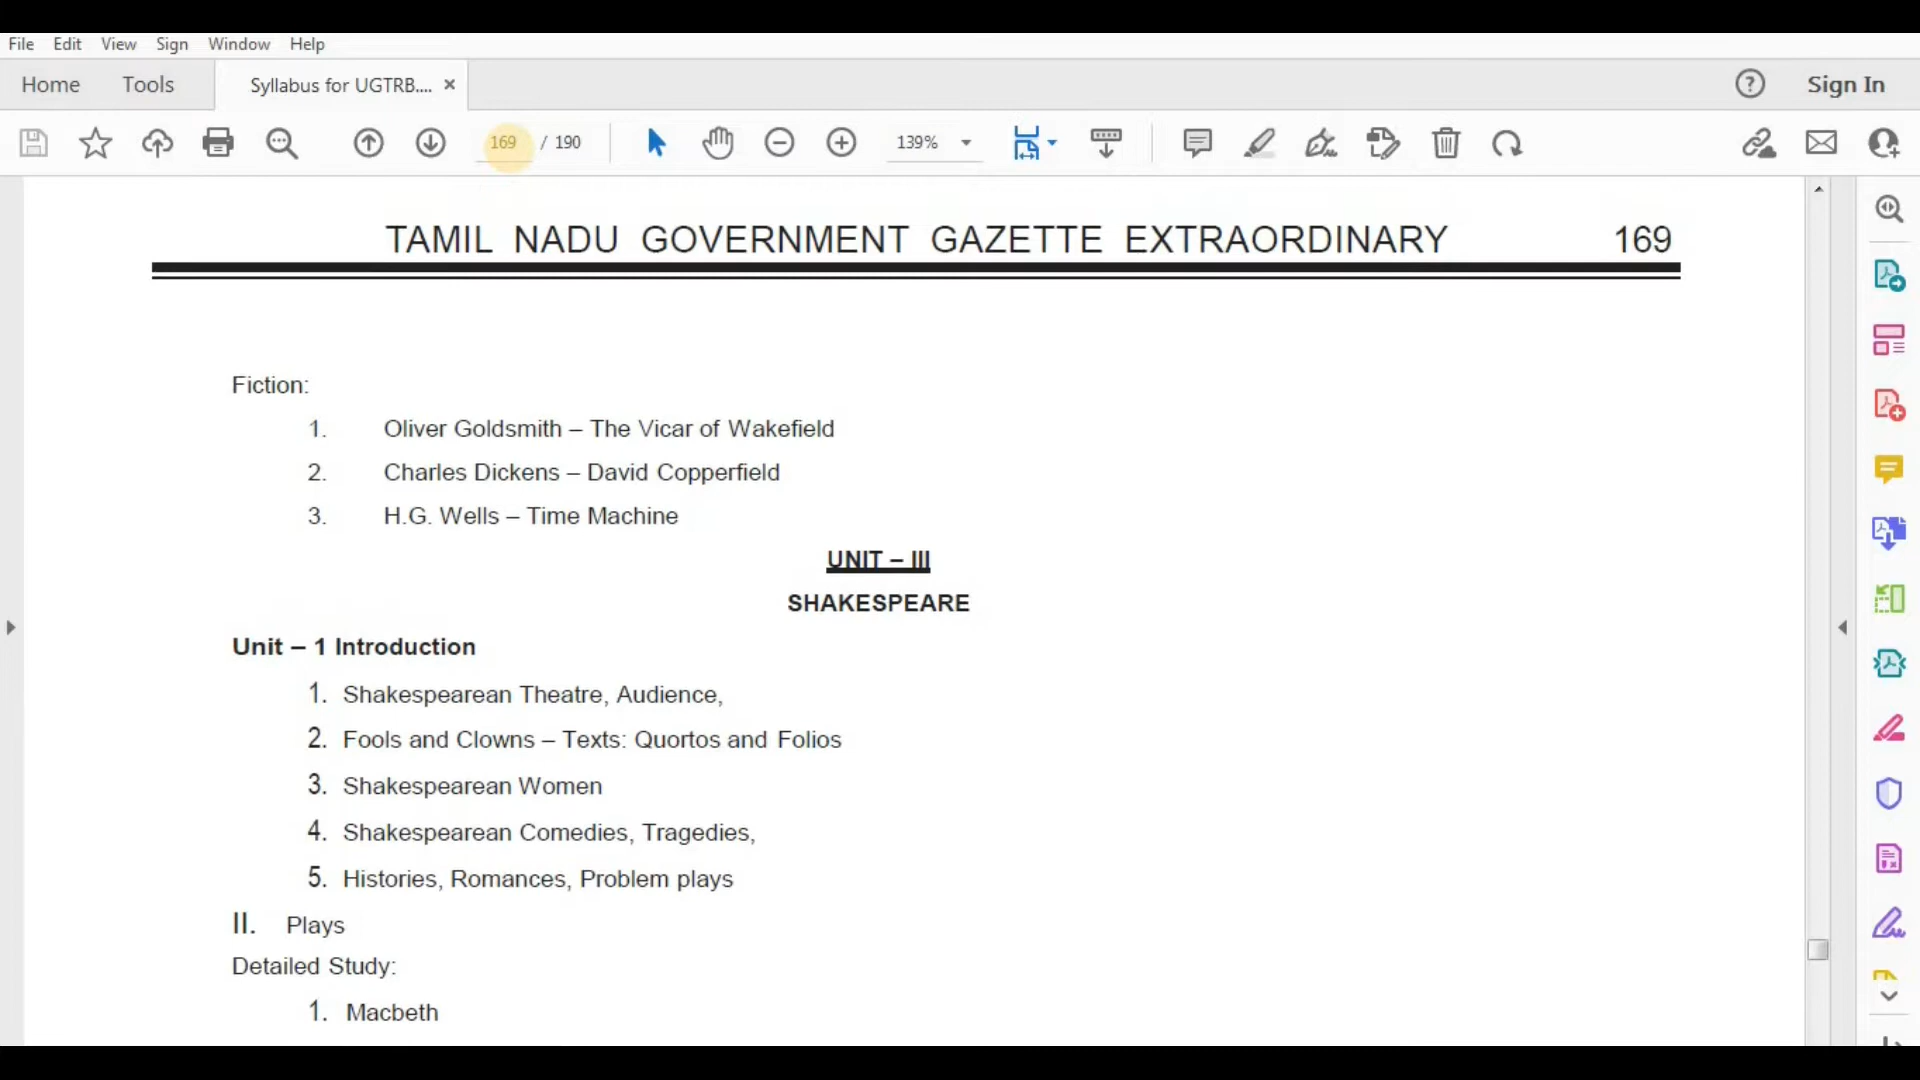 File Edit View Sign Window Help
Home Tools Syllabus for UGTRB.... × ? Sign In
169 / 190 139%
TAMIL NADU GOVERNMENT GAZETTE EXTRAORDINARY 169
Fiction:
1. Oliver Goldsmith – The Vicar of Wakefield
2. Charles Dickens – David Copperfield
3. H.G. Wells – Time Machine
UNIT – III
SHAKESPEARE
Unit – 1 Introduction
1. Shakespearean Theatre, Audience,
2. Fools and Clowns – Texts: Quortos and Folios
3. Shakespearean Women
4. Shakespearean Comedies, Tragedies,
5. Histories, Romances, Problem plays
II. Plays
Detailed Study:
1. Macbeth